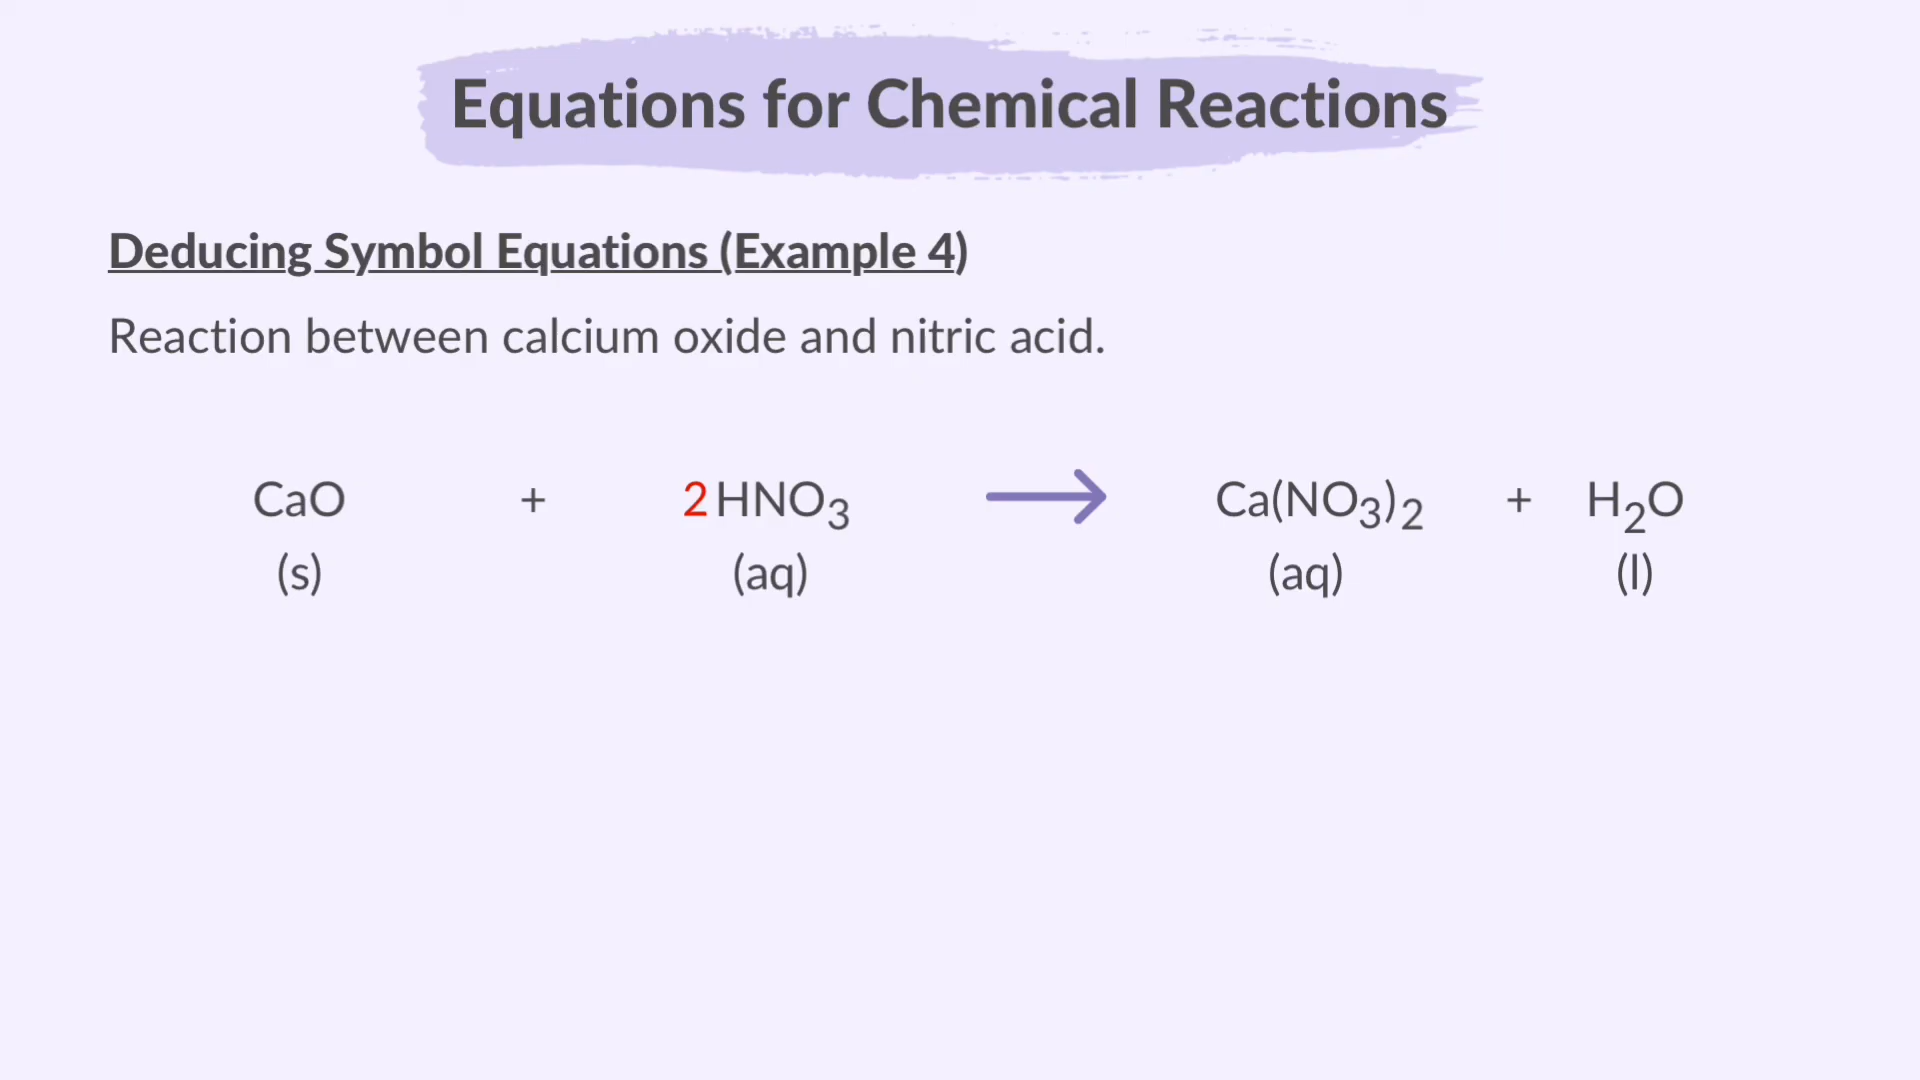 Equations for Chemical Reactions
Deducing Symbol Equations (Example 4)
Reaction between calcium oxide and nitric acid.
CaO + 2 HNO₃ → Ca(NO₃)₂ + H₂O
(s) (aq) (aq) (l)